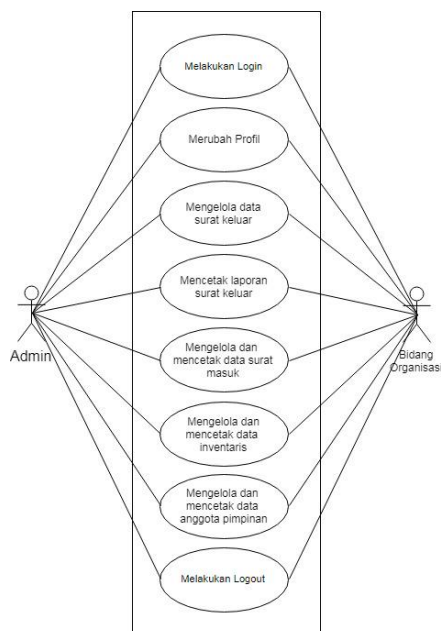 Melakukan Login
Merubah Profil
Mengelola data
surat keluar
Mencetak laporan
surat keluar
Admin
Bidang
Organisasi
Mengelola dan
mencetak data surat
masuk
Mengelola dan
mencetak data
inventaris
Mengelola dan
mencetak data
anggota pimpinan
Melakukan Logout